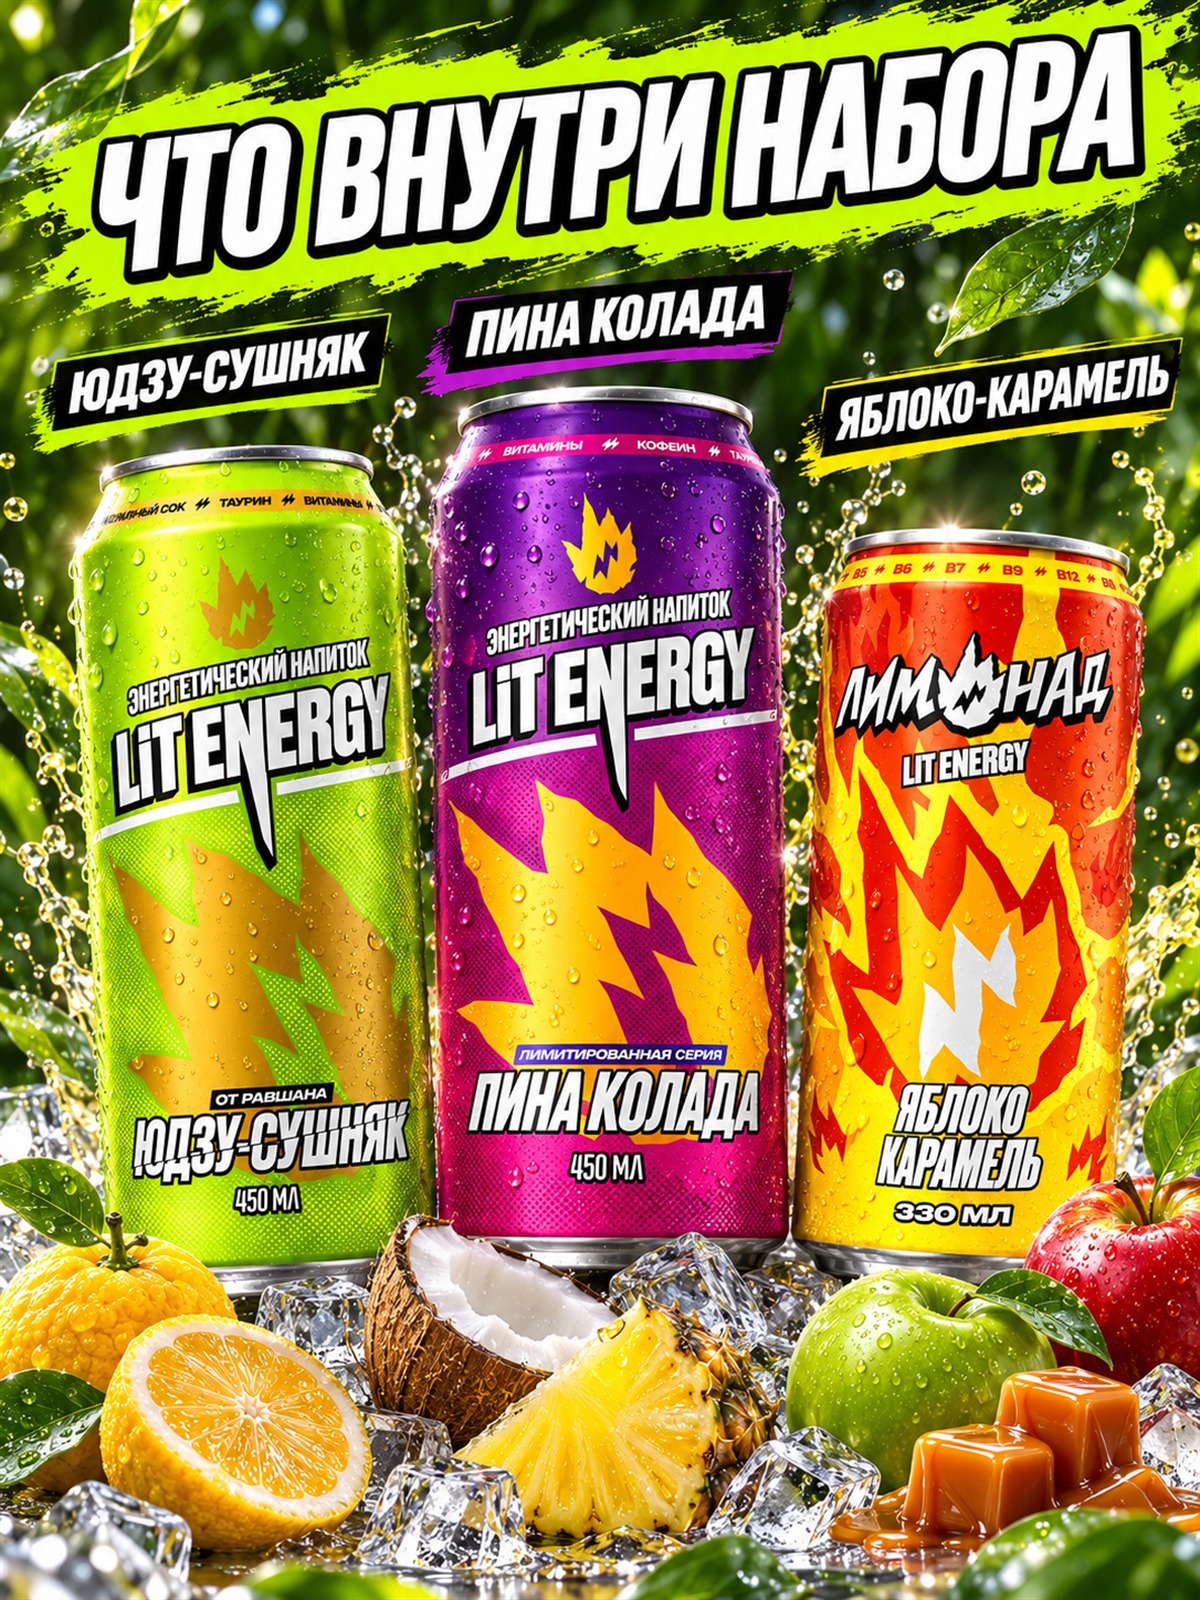 ЧТО ВНУТРИ НАБОРА
ПИНА КОЛАДА
ЮДЗУ-СУШНЯК
ЯБЛОКО-КАРАМЕЛЬ
СОК ТАУРИН ВИТАМИНЫ
ЭНЕРГЕТИЧЕСКИЙ НАПИТОК
LIT ENERGY
ОТ РАВШАНА
ЮДЗУ-СУШНЯК
450 МЛ
ВИТАМИНЫ КОФЕИН
ЭНЕРГЕТИЧЕСКИЙ НАПИТОК
LIT ENERGY
ЛИМИТИРОВАННАЯ СЕРИЯ
ПИНА КОЛАДА
450 МЛ
B5 B6 B7 B9 B12
ЛИМОНАД
LIT ENERGY
ЯБЛОКО
КАРАМЕЛЬ
330 МЛ